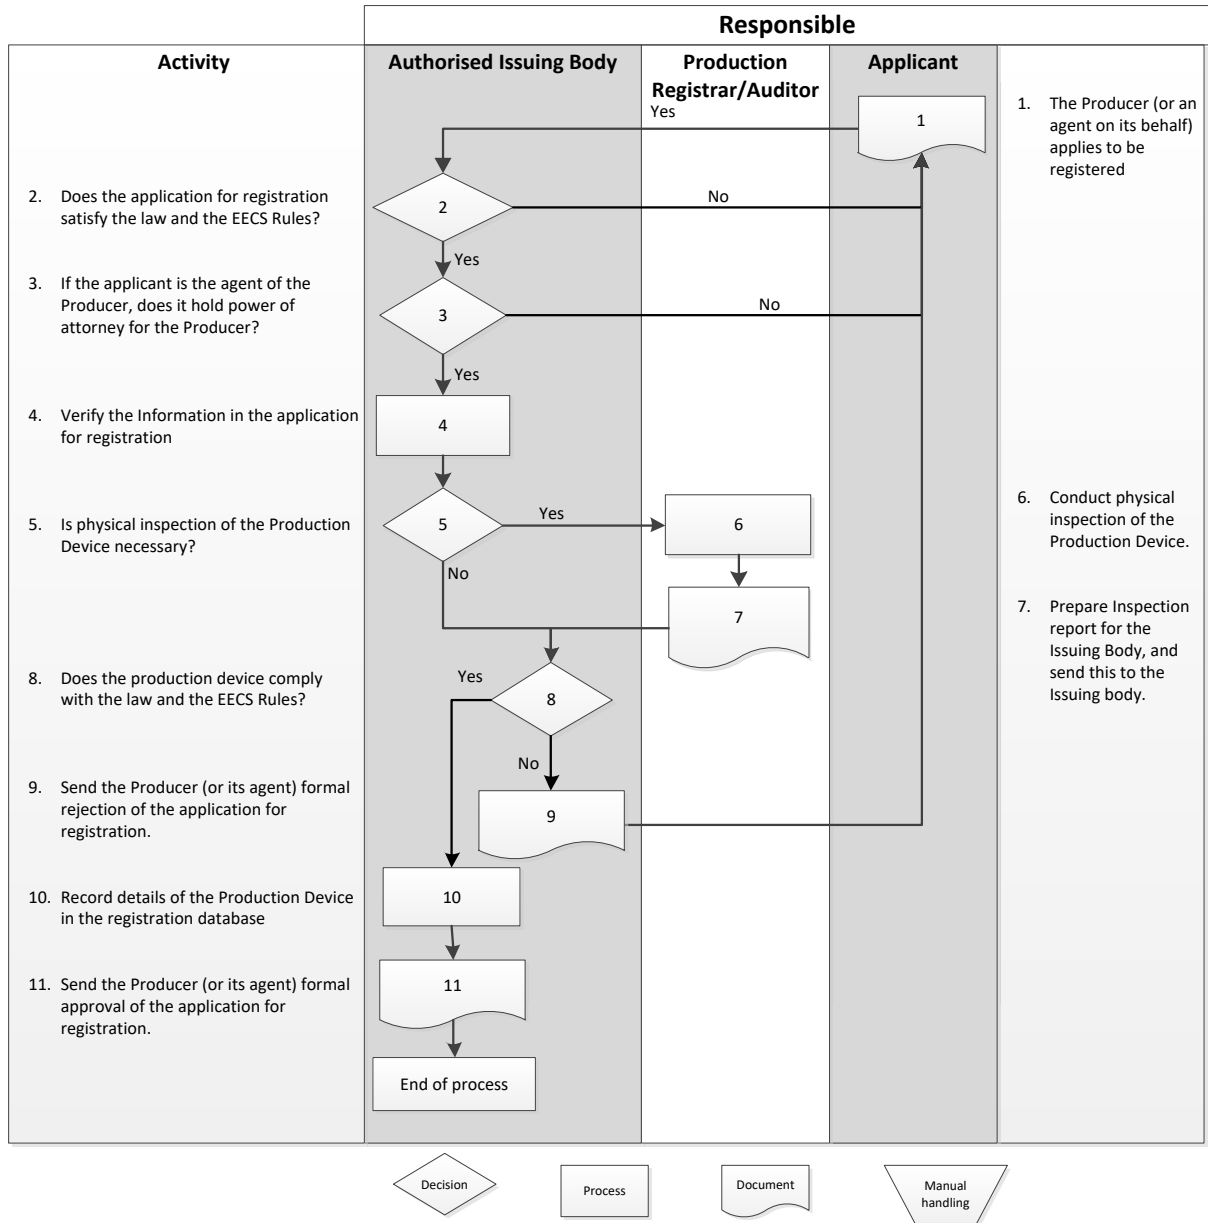 Responsible
Activity
Authorised Issuing Body
Production
Registrar/Auditor
Applicant
Yes
1
1. The Producer (or an
agent on its behalf)
applies to be
registered
2. Does the application for registration
satisfy the law and the EECS Rules?
2
No
Yes
3. If the applicant is the agent of the
Producer, does it hold power of
attorney for the Producer?
3
No
Yes
4. Verify the Information in the application
for registration
4
5. Is physical inspection of the Production
Device necessary?
5
Yes
6
6. Conduct physical
inspection of the
Production Device.
No
7
7. Prepare Inspection
report for the
Issuing Body, and
send this to the
Issuing body.
8. Does the production device comply
with the law and the EECS Rules?
Yes
8
No
9. Send the Producer (or its agent) formal
rejection of the application for
registration.
9
10. Record details of the Production Device
in the registration database
10
11. Send the Producer (or its agent) formal
approval of the application for
registration.
11
End of process
Decision
Process
Document
Manual
handling